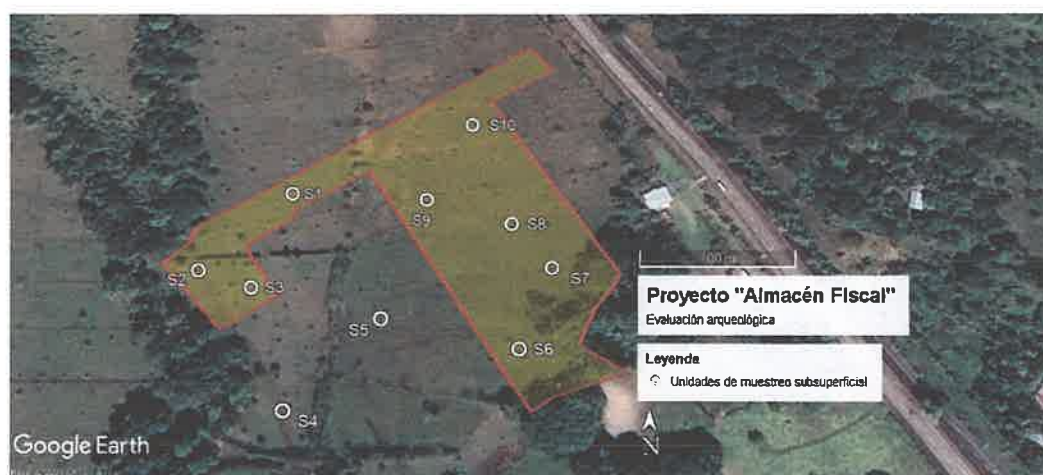 S10
S1
S9
S8
S2
S3
S7
100 m
Proyecto "Almacén Fiscal"
Evaluación arqueológica
S5
S6
Leyenda
Unidades de muestreo subsuperficial
S4
N
Google Earth